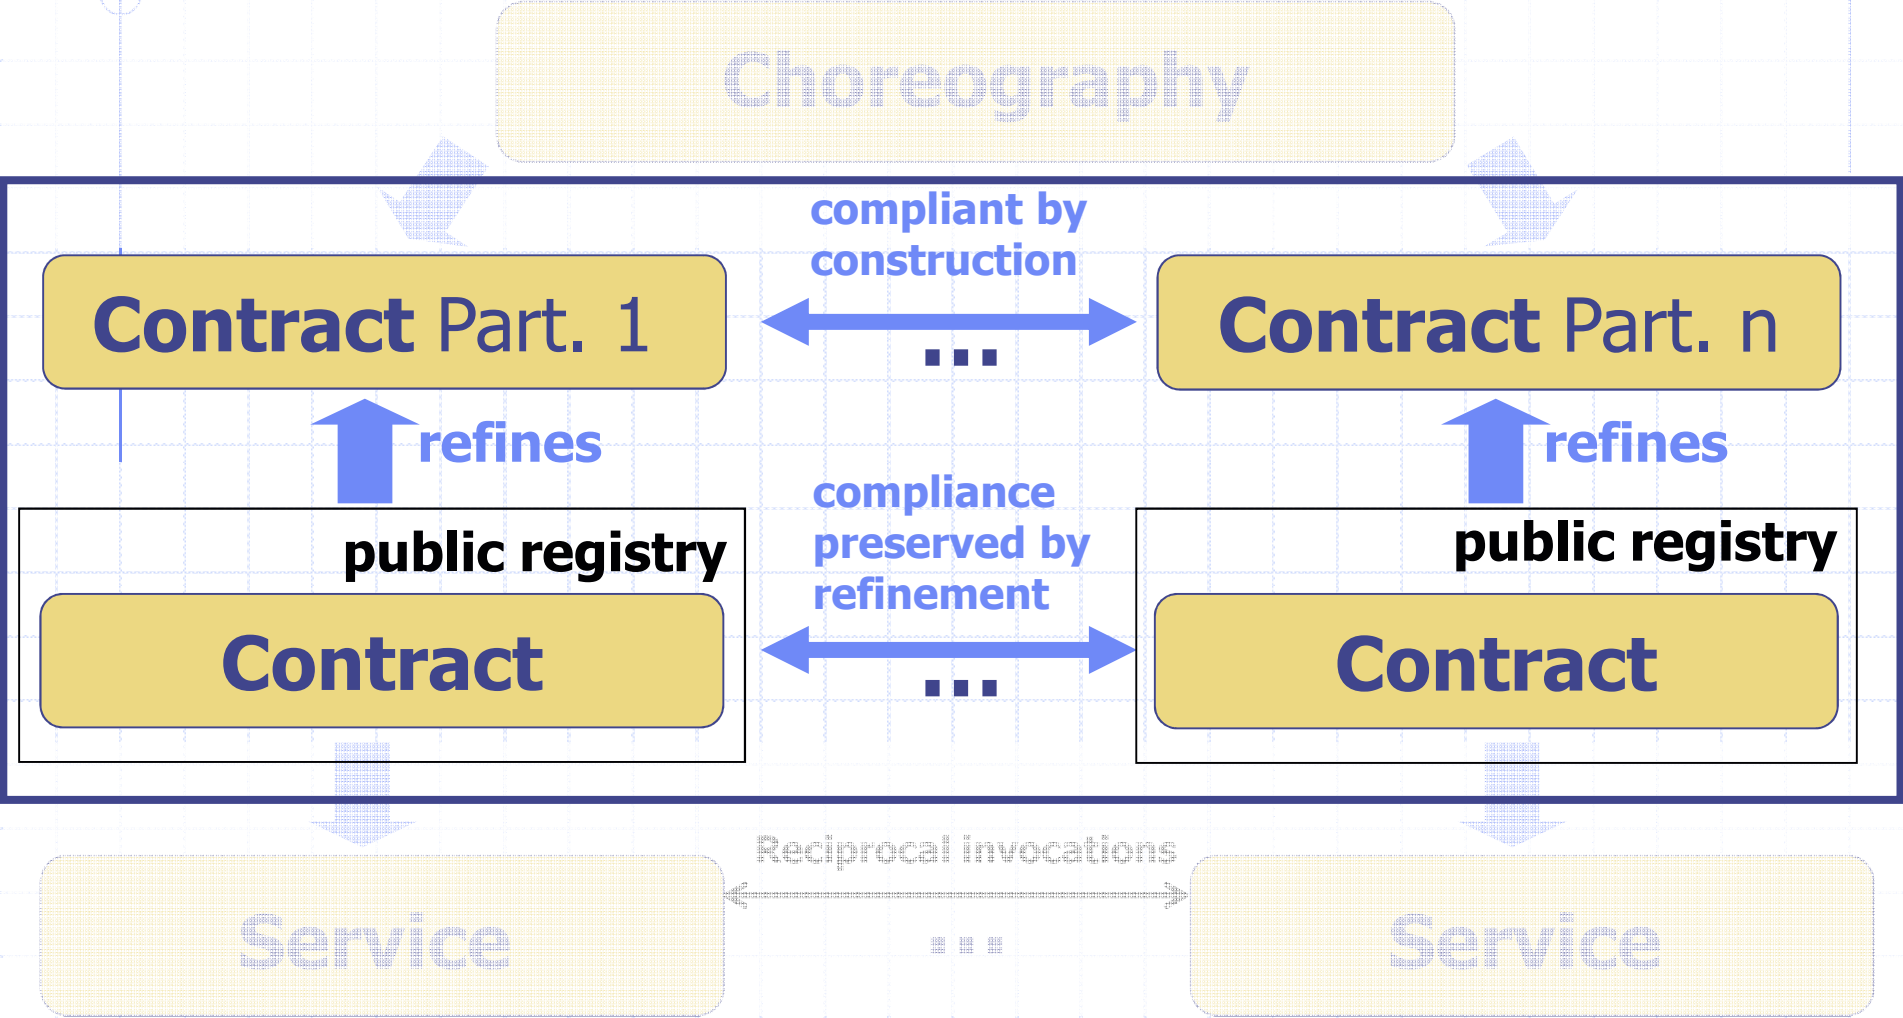 Choreography
compliant by
construction
Contract Part. 1
...
Contract Part. n
refines
refines
compliance
preserved by
refinement
public registry
public registry
Contract
...
Contract
Reciprocal invocations
Service
...
Service